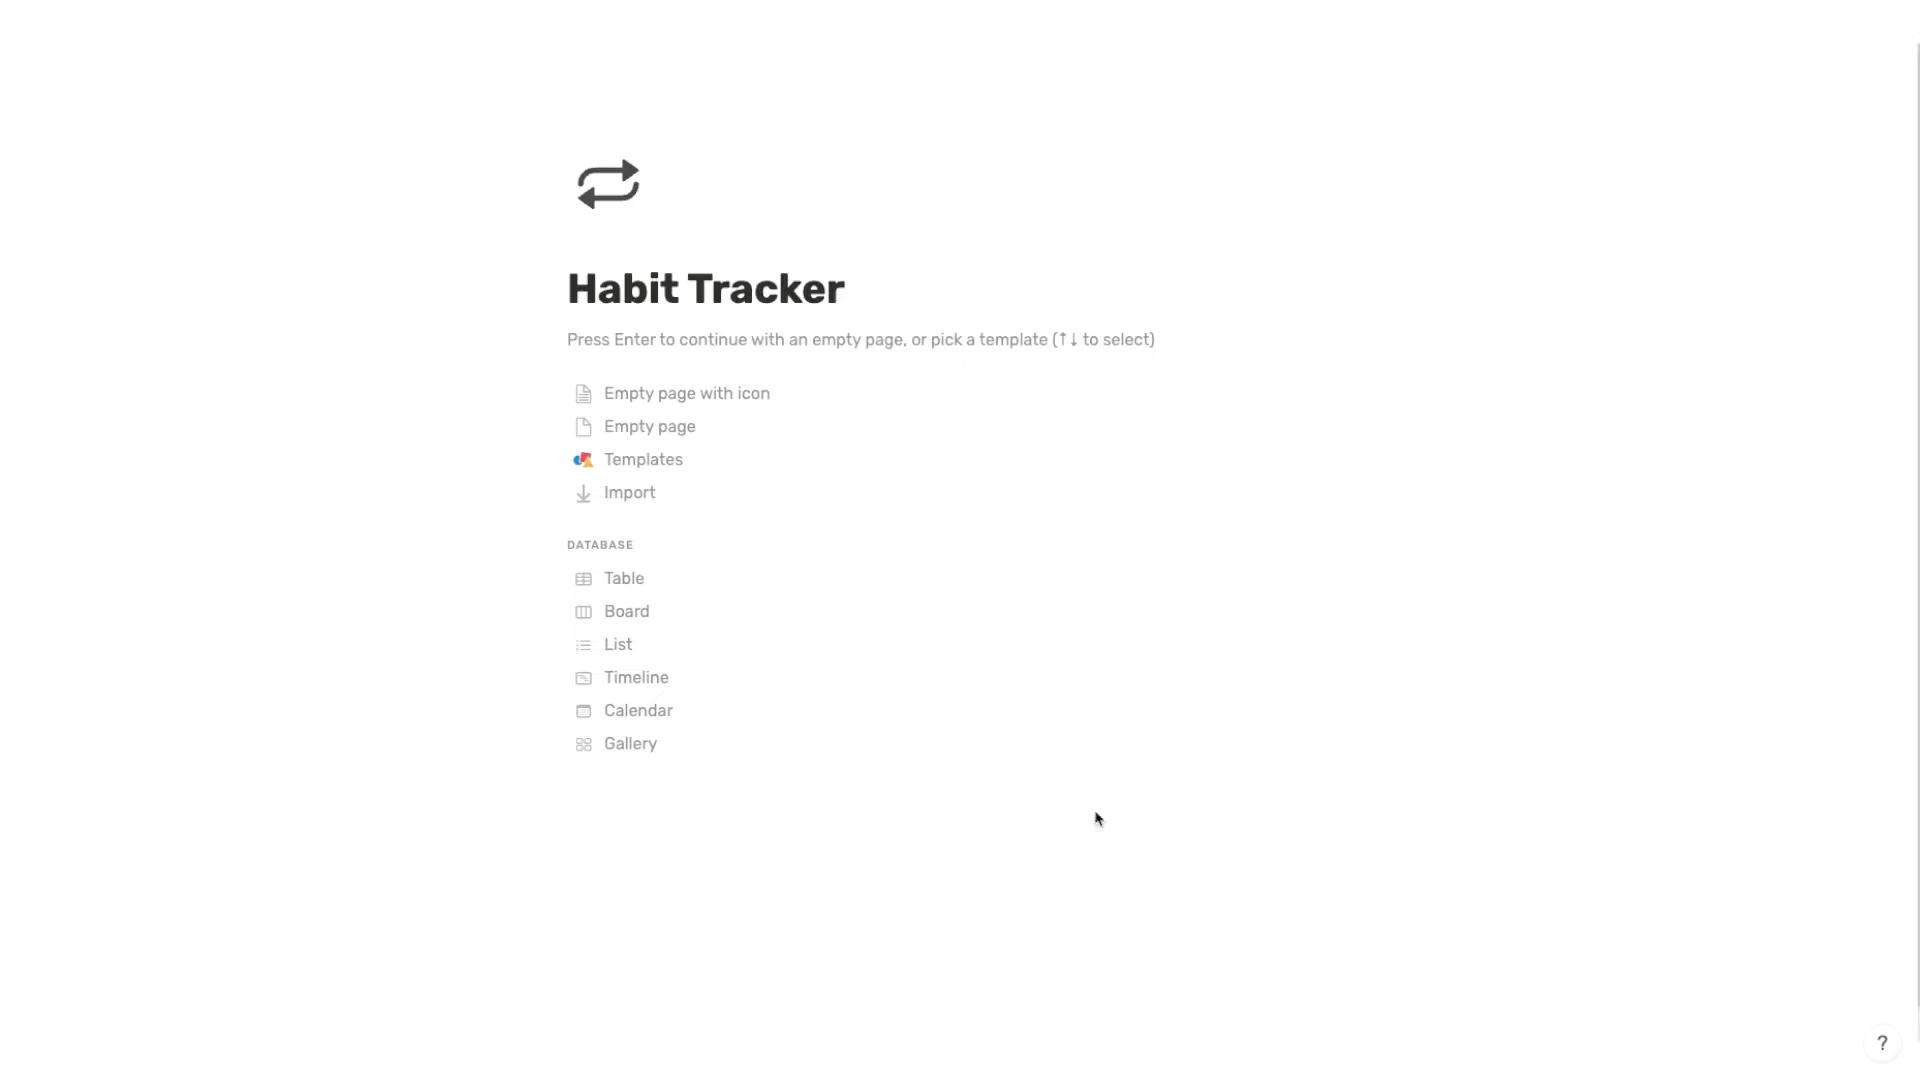 Habit Tracker
Press Enter to continue with an empty page, or pick a template (↑↓ to select)
Empty page with icon
Empty page
Templates
Import
DATABASE
Table
Board
List
Timeline
Calendar
Gallery
?